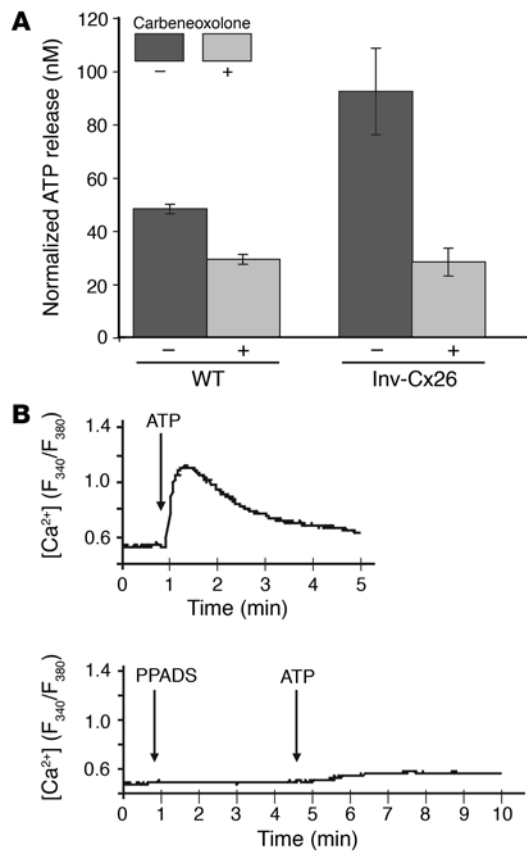 A
Carbeneoxolone
− +
Normalized ATP release (nM)
120
100
80
60
40
20
0
− + − +
WT Inv-Cx26
B
[Ca²⁺] (F₃₄₀/F₃₈₀)
1.4
1.0
0.6
ATP
0 1 2 3 4 5
Time (min)
[Ca²⁺] (F₃₄₀/F₃₈₀)
1.4
1.0
0.6
PPADS ATP
0 1 2 3 4 5 6 7 8 9 10
Time (min)